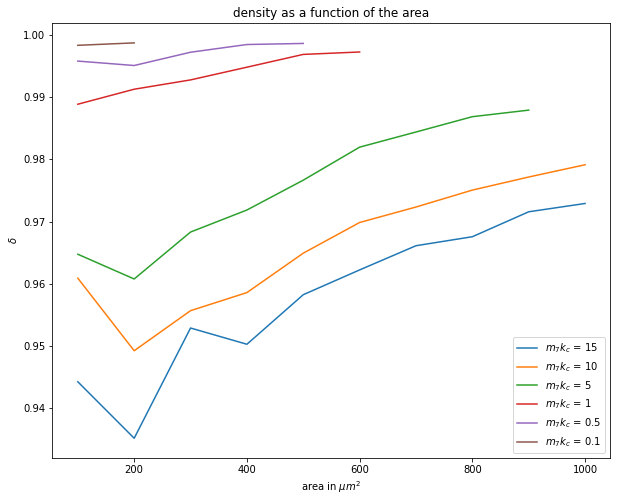 density as a function of the area
1.00
0.99
0.98
0.97
0.96
0.95
0.94
δ
200
400
600
800
1000
area in μm²
m₇k_c = 15
m₇k_c = 10
m₇k_c = 5
m₇k_c = 1
m₇k_c = 0.5
m₇k_c = 0.1